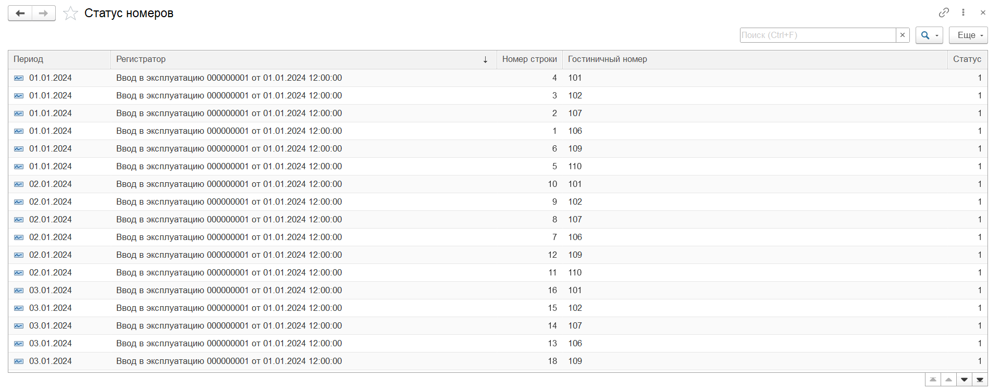 Статус номеров
Поиск (Ctrl+F)
Еще
Период Регистратор Номер строки Гостиничный номер Статус
01.01.2024 Ввод в эксплуатацию 000000001 от 01.01.2024 12:00:00 4 101 1
01.01.2024 Ввод в эксплуатацию 000000001 от 01.01.2024 12:00:00 3 102 1
01.01.2024 Ввод в эксплуатацию 000000001 от 01.01.2024 12:00:00 2 107 1
01.01.2024 Ввод в эксплуатацию 000000001 от 01.01.2024 12:00:00 1 106 1
01.01.2024 Ввод в эксплуатацию 000000001 от 01.01.2024 12:00:00 6 109 1
01.01.2024 Ввод в эксплуатацию 000000001 от 01.01.2024 12:00:00 5 110 1
02.01.2024 Ввод в эксплуатацию 000000001 от 01.01.2024 12:00:00 10 101 1
02.01.2024 Ввод в эксплуатацию 000000001 от 01.01.2024 12:00:00 9 102 1
02.01.2024 Ввод в эксплуатацию 000000001 от 01.01.2024 12:00:00 8 107 1
02.01.2024 Ввод в эксплуатацию 000000001 от 01.01.2024 12:00:00 7 106 1
02.01.2024 Ввод в эксплуатацию 000000001 от 01.01.2024 12:00:00 12 109 1
02.01.2024 Ввод в эксплуатацию 000000001 от 01.01.2024 12:00:00 11 110 1
03.01.2024 Ввод в эксплуатацию 000000001 от 01.01.2024 12:00:00 16 101 1
03.01.2024 Ввод в эксплуатацию 000000001 от 01.01.2024 12:00:00 15 102 1
03.01.2024 Ввод в эксплуатацию 000000001 от 01.01.2024 12:00:00 14 107 1
03.01.2024 Ввод в эксплуатацию 000000001 от 01.01.2024 12:00:00 13 106 1
03.01.2024 Ввод в эксплуатацию 000000001 от 01.01.2024 12:00:00 18 109 1